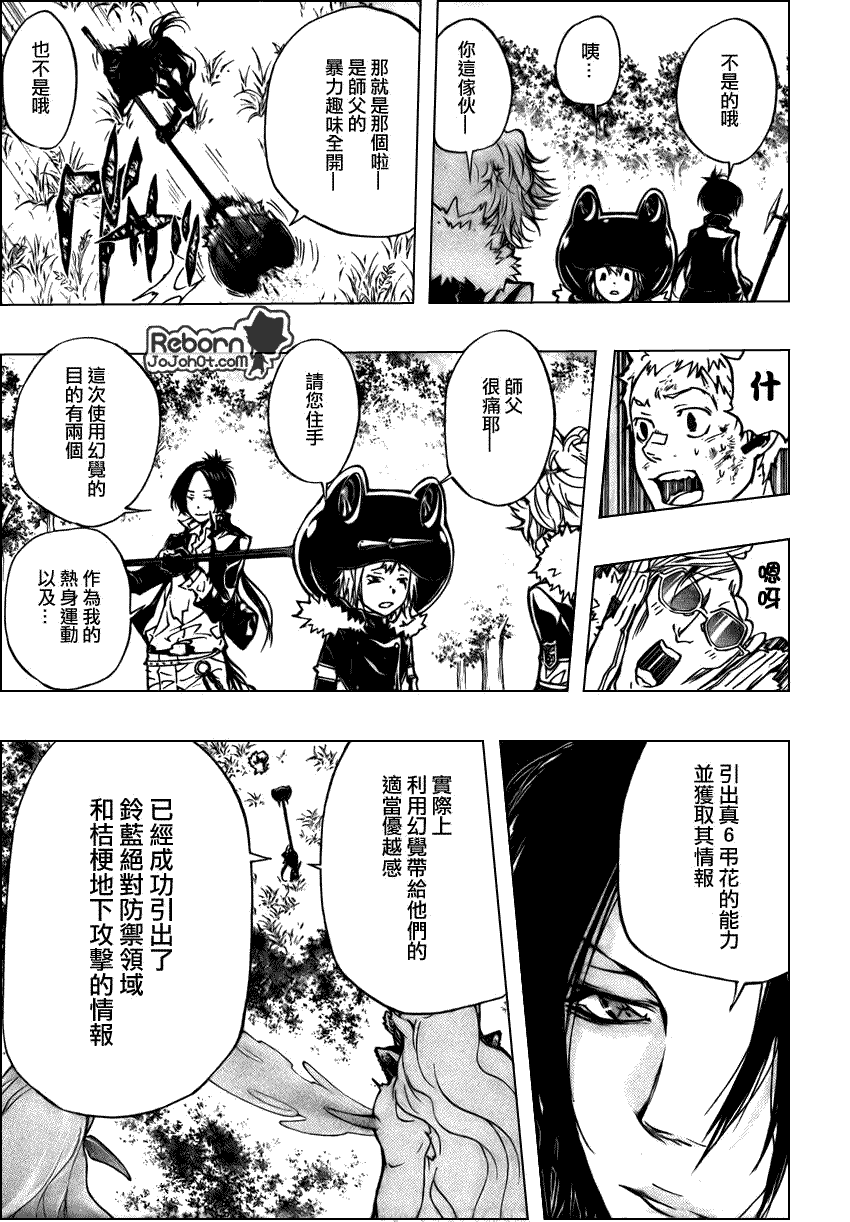 不是的哦
咦…
你這傢伙—
那就是那個啦—
是師父的
暴力趣味全開—
也不是哦
什
嗯呀
師父
很痛耶—
請您住手
這次使用幻覺的
目的有兩個
作為我的
熱身運動
以及…
Reborn
JoJoHot.com
引出真6弔花的能力
並獲取其情報
實際上
利用幻覺帶給他們的
適當優越感
已經成功引出了
鈴藍絕對防禦領域
和桔梗地下攻擊的情報